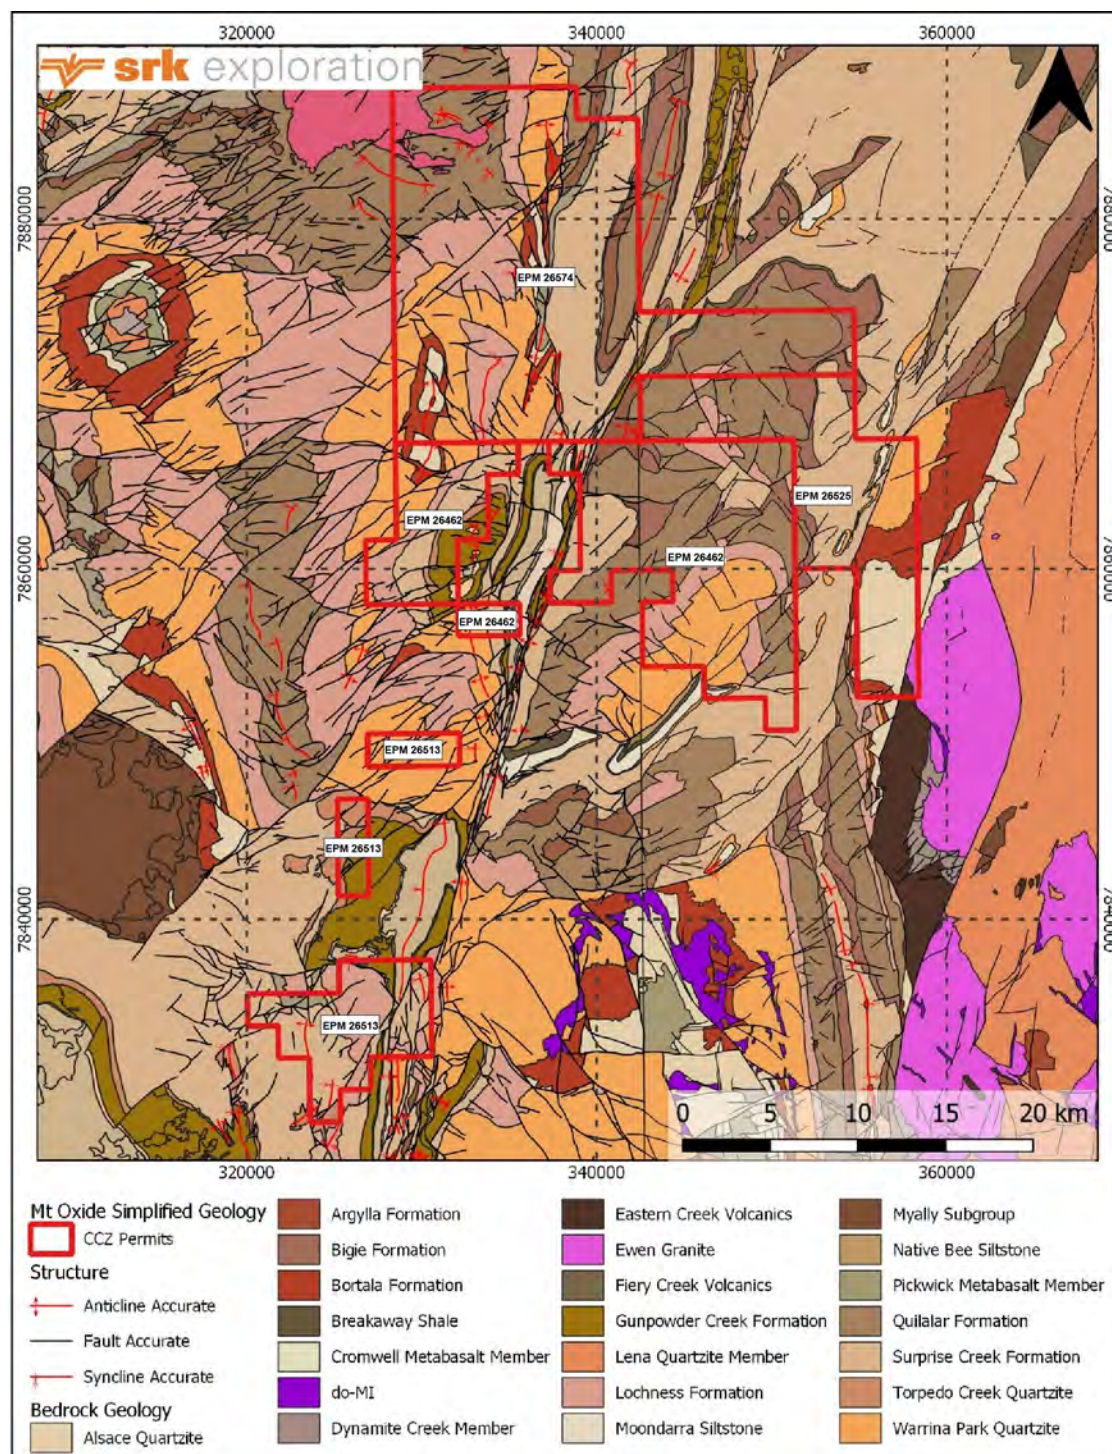 320000 340000 360000
srk exploration
7880000 7880000
EPM 26574
EPM 26525
EPM 26462
EPM 26462
7860000 7860000
EPM 26462
EPM 26513
EPM 26513
7840000 7840000
EPM 26513
0 5 10 15 20 km
320000 340000 360000
Mt Oxide Simplified Geology
CCZ Permits
Structure
Anticline Accurate
Fault Accurate
Syncline Accurate
Bedrock Geology
Alsace Quartzite
Argylla Formation
Bigie Formation
Bortala Formation
Breakaway Shale
Cromwell Metabasalt Member
do-MI
Dynamite Creek Member
Eastern Creek Volcanics
Ewen Granite
Fiery Creek Volcanics
Gunpowder Creek Formation
Lena Quartzite Member
Lochness Formation
Moondarra Siltstone
Myally Subgroup
Native Bee Siltstone
Pickwick Metabasalt Member
Quilalar Formation
Surprise Creek Formation
Torpedo Creek Quartzite
Warrina Park Quartzite